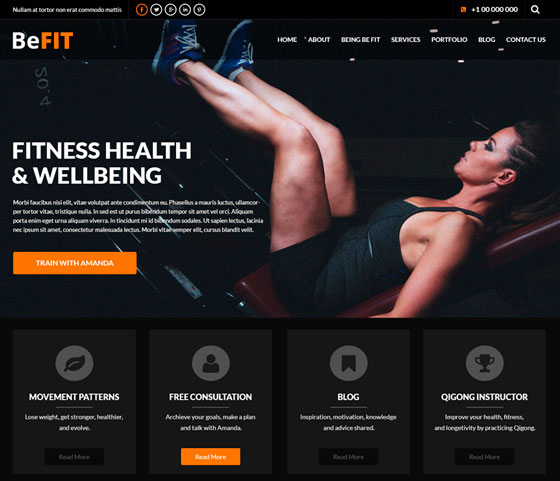 Nullam at tortor non erat commodo mattis
+1 00 000 000
BeFIT
HOME ABOUT BEING BE FIT SERVICES PORTFOLIO BLOG CONTACT US
20.4
FITNESS HEALTH
& WELLBEING
Morbi faucibus nisi elit, vitae volutpat ante condimentum eu. Phasellus a mauris luctus, ullamcor-
per tortor vitae, tristique nulla. In sed est ut purus bibendum tempor sit amet vel orci. Aliquam
porta enim eget urna aliquam viverra. In tincidunt mi id bibendum sodales. Ut sapien lectus, lacinia
nec ipsum sit amet, consectetur malesuada lectus. Morbi vitae semper elit, cursus blandit velit.
TRAIN WITH AMANDA
MOVEMENT PATTERNS
Lose weight, get stronger, healthier,
and evolve.
Read More
FREE CONSULTATION
Archieve your goals, make a plan
and talk with Amanda.
Read More
BLOG
Inspiration, motivation, knowledge
and advice shared.
Read More
QIGONG INSTRUCTOR
Improve your health, fitness,
and longetivity by practicing Qigong.
Read More